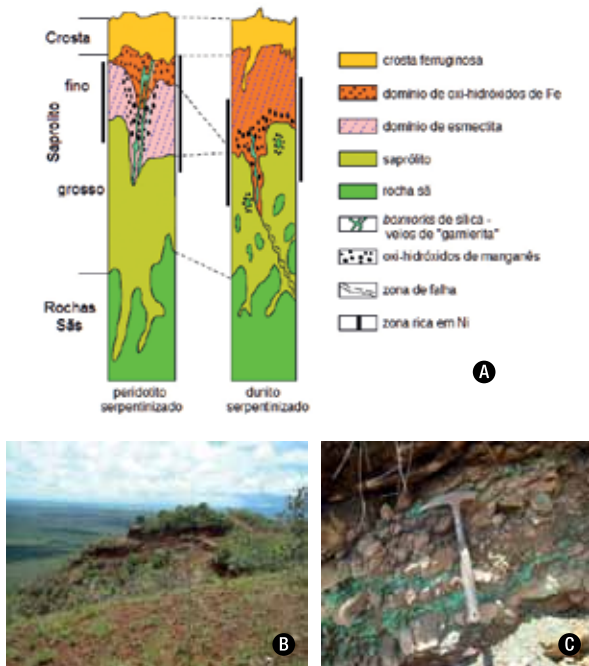 Crosta
fino
Saprólito
grosso
Rochas
Sãs
peridotito
serpentinizado
dunito
serpentinizado
crosta ferruginosa
domínio de oxi-hidróxidos de Fe
domínio de esmectita
saprólito
rocha sã
boxworks de sílica -
veios de "garnierita"
oxi-hidróxidos de manganês
zona de falha
zona rica em Ni
A
B
C